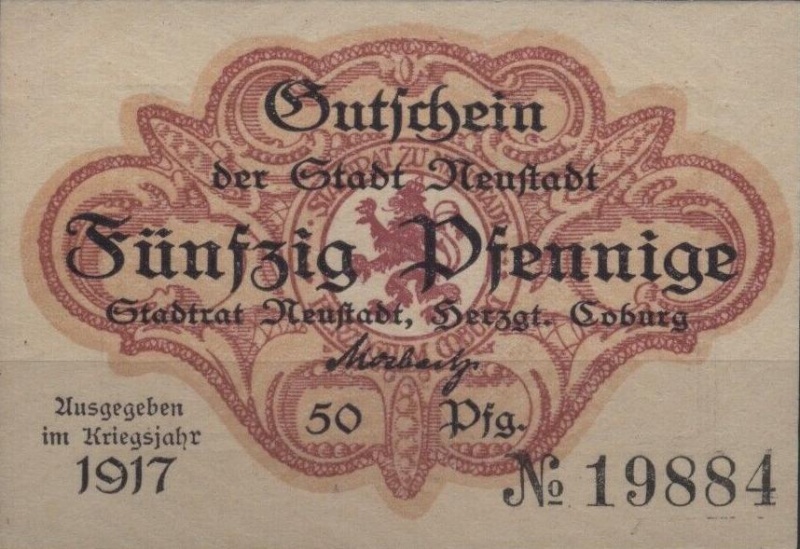 Gutschein
der Stadt Neustadt
Fünfzig Pfennige
Stadtrat Neustadt, Herzgt. Coburg
50 Pfg.
Ausgegeben
im Kriegsjahr
1917
№ 19884